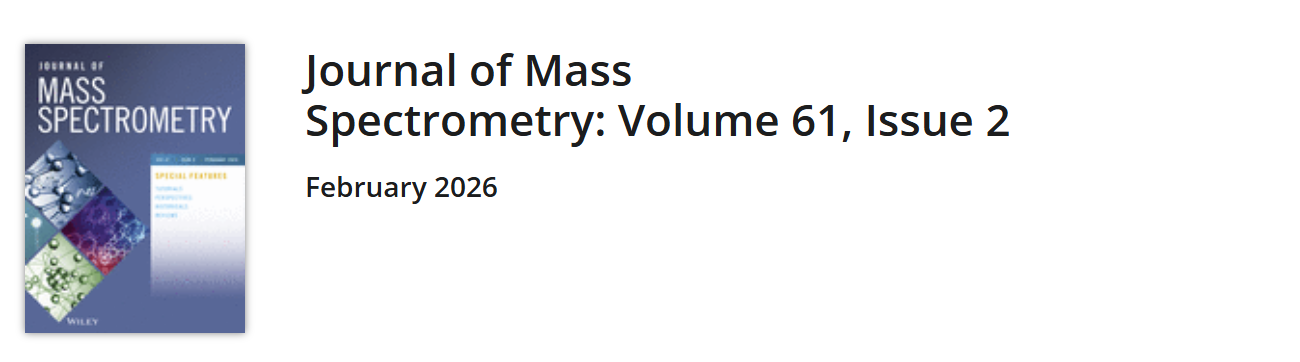 JOURNAL OF
MASS
SPECTROMETRY
SPECIAL FEATURES
WILEY
Journal of Mass
Spectrometry: Volume 61, Issue 2
February 2026